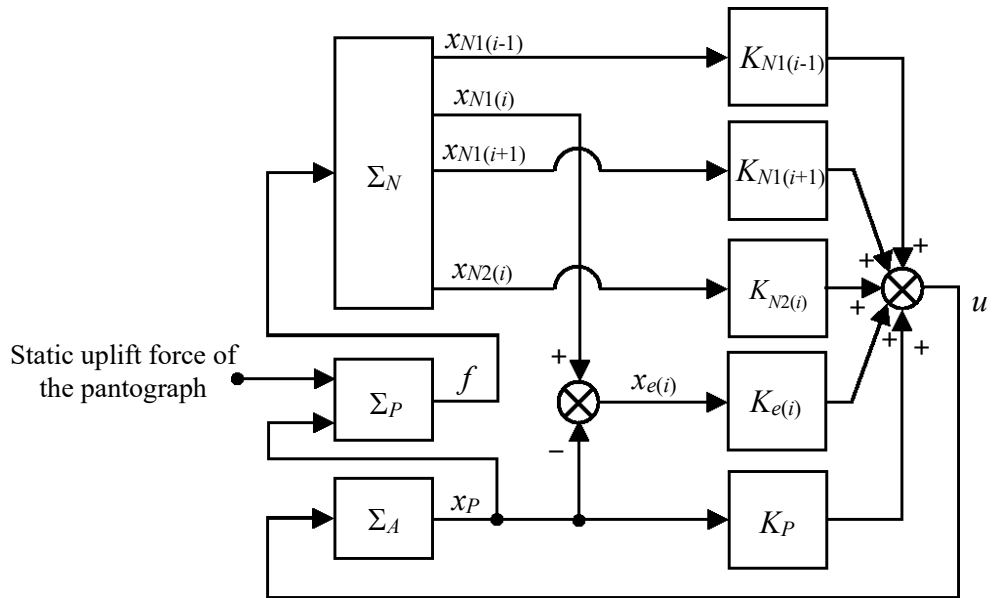 x_{N1(i-1)}
K_{N1(i-1)}
x_{N1(i)}
x_{N1(i+1)}
K_{N1(i+1)}
Σ_N
+
+
x_{N2(i)}
K_{N2(i)}
+
u
+
+
Static uplift force of
the pantograph
+
Σ_P
f
x_{e(i)}
K_{e(i)}
−
Σ_A
x_P
K_P